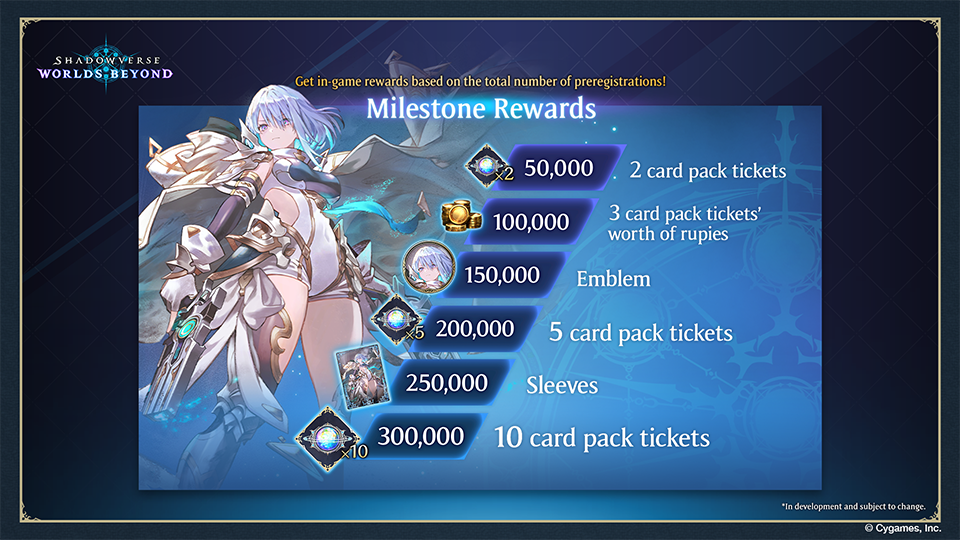 SHADOWVERSE
WORLDS BEYOND
Get in-game rewards based on the total number of preregistrations!
Milestone Rewards
×2 50,000 2 card pack tickets
100,000 3 card pack tickets'
worth of rupies
150,000 Emblem
×5 200,000 5 card pack tickets
250,000 Sleeves
×10 300,000 10 card pack tickets
*In development and subject to change.
© Cygames, Inc.